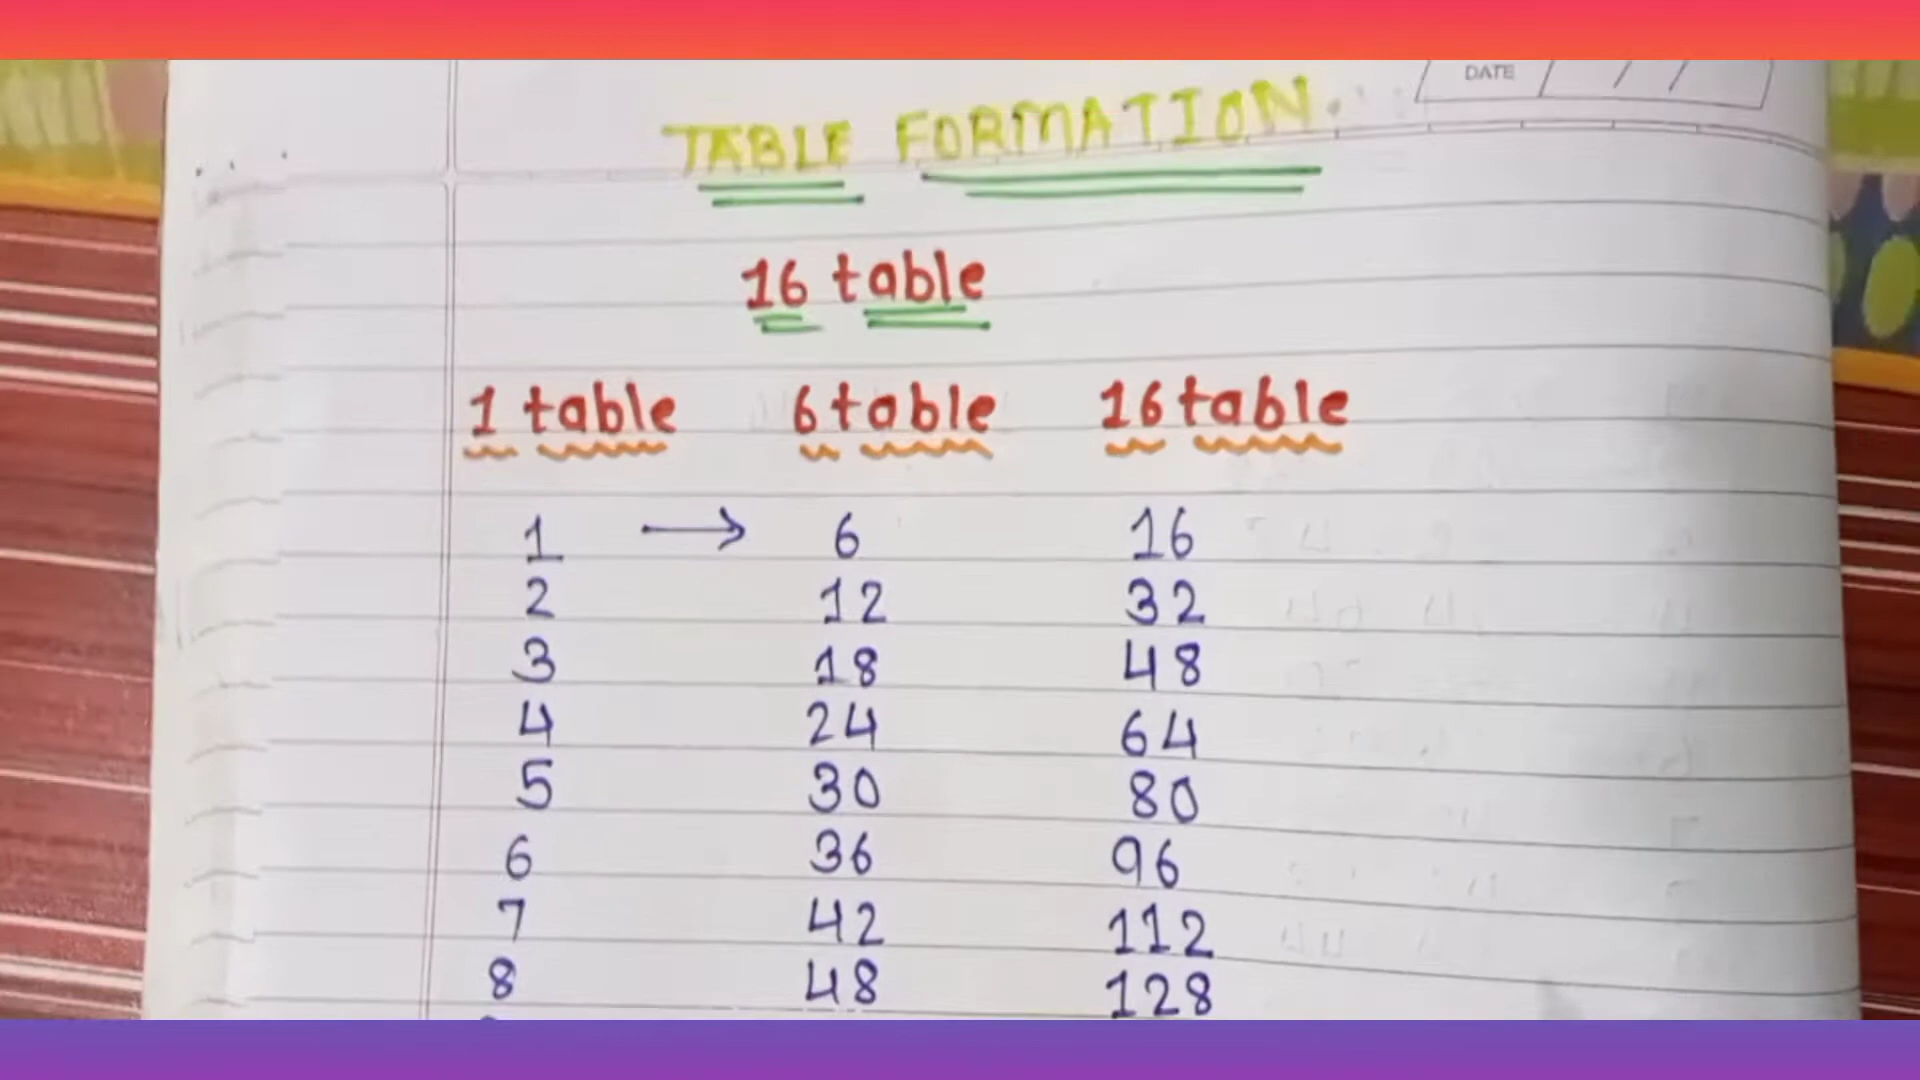 DATE / /
TABLE FORMATION.
16 table
1 table 6 table 16 table
1 → 6 16
2 12 32
3 18 48
4 24 64
5 30 80
6 36 96
7 42 112
8 48 128